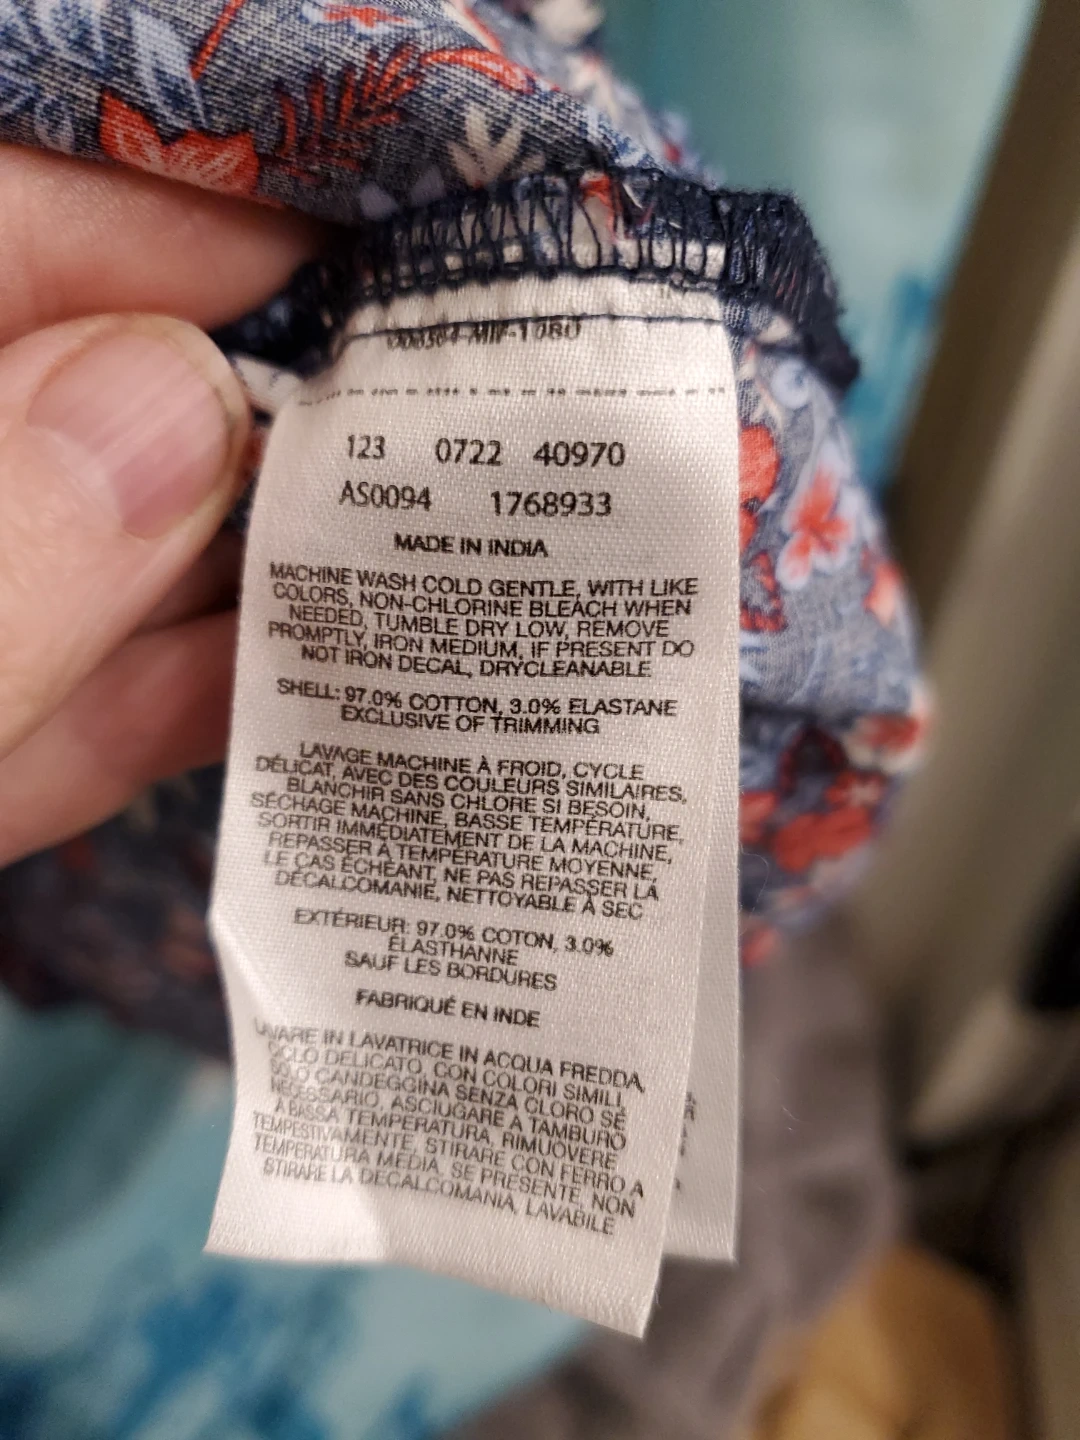 123 0722 40970
AS0094 1768933
MADE IN INDIA
MACHINE WASH COLD GENTLE, WITH LIKE
COLORS, NON-CHLORINE BLEACH WHEN
NEEDED, TUMBLE DRY LOW, REMOVE
PROMPTLY, IRON MEDIUM, IF PRESENT DO
NOT IRON DECAL, DRYCLEANABLE
SHELL: 97.0% COTTON, 3.0% ELASTANE
EXCLUSIVE OF TRIMMING
LAVAGE MACHINE À FROID, CYCLE
DÉLICAT, AVEC DES COULEURS SIMILAIRES,
BLANCHIR SANS CHLORE SI BESOIN,
SÉCHAGE MACHINE, BASSE TEMPÉRATURE,
SORTIR IMMÉDIATEMENT DE LA MACHINE,
REPASSER À TEMPÉRATURE MOYENNE,
LE CAS ÉCHÉANT, NE PAS REPASSER LA
DÉCALCOMANIE, NETTOYABLE À SEC
EXTÉRIEUR: 97.0% COTON, 3.0%
ÉLASTHANNE
SAUF LES BORDURES
FABRIQUÉ EN INDE
LAVARE IN LAVATRICE IN ACQUA FREDDA,
CICLO DELICATO, CON COLORI SIMILI,
SOLO CANDEGGINA SENZA CLORO SE
NECESSARIO, ASCIUGARE A TAMBURO
A BASSA TEMPERATURA, RIMUOVERE
TEMPESTIVAMENTE, STIRARE CON FERRO A
TEMPERATURA MEDIA, SE PRESENTE, NON
STIRARE LA DECALCOMANIA, LAVABILE